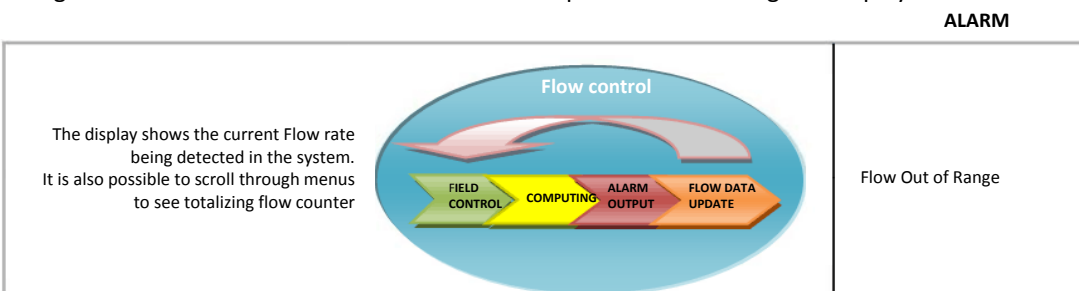 ALARM
The display shows the current Flow rate
being detected in the system.
It is also possible to scroll through menus
to see totalizing flow counter
Flow control
FIELD
CONTROL
COMPUTING
ALARM
OUTPUT
FLOW DATA
UPDATE
Flow Out of Range